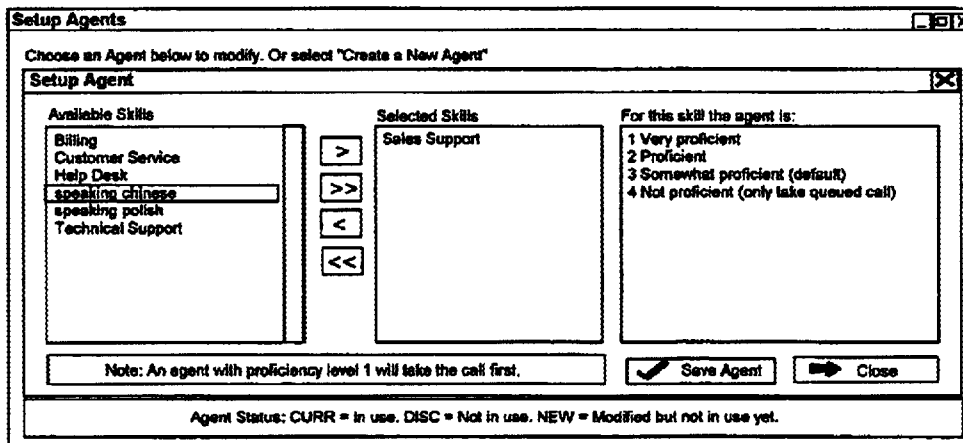 Setup Agents
Choose an Agent below to modify. Or select "Create a New Agent"
Setup Agent
Available Skills
Billing
Customer Service
Help Desk
speaking chinese
speaking polish
Technical Support
>
>>
<
<<
Selected Skills
Sales Support
For this skill the agent is:
1 Very proficient
2 Proficient
3 Somewhat proficient (default)
4 Not proficient (only take queued call)
Note: An agent with proficiency level 1 will take the call first.
Save Agent
Close
Agent Status: CURR = In use. DISC = Not in use. NEW = Modified but not in use yet.